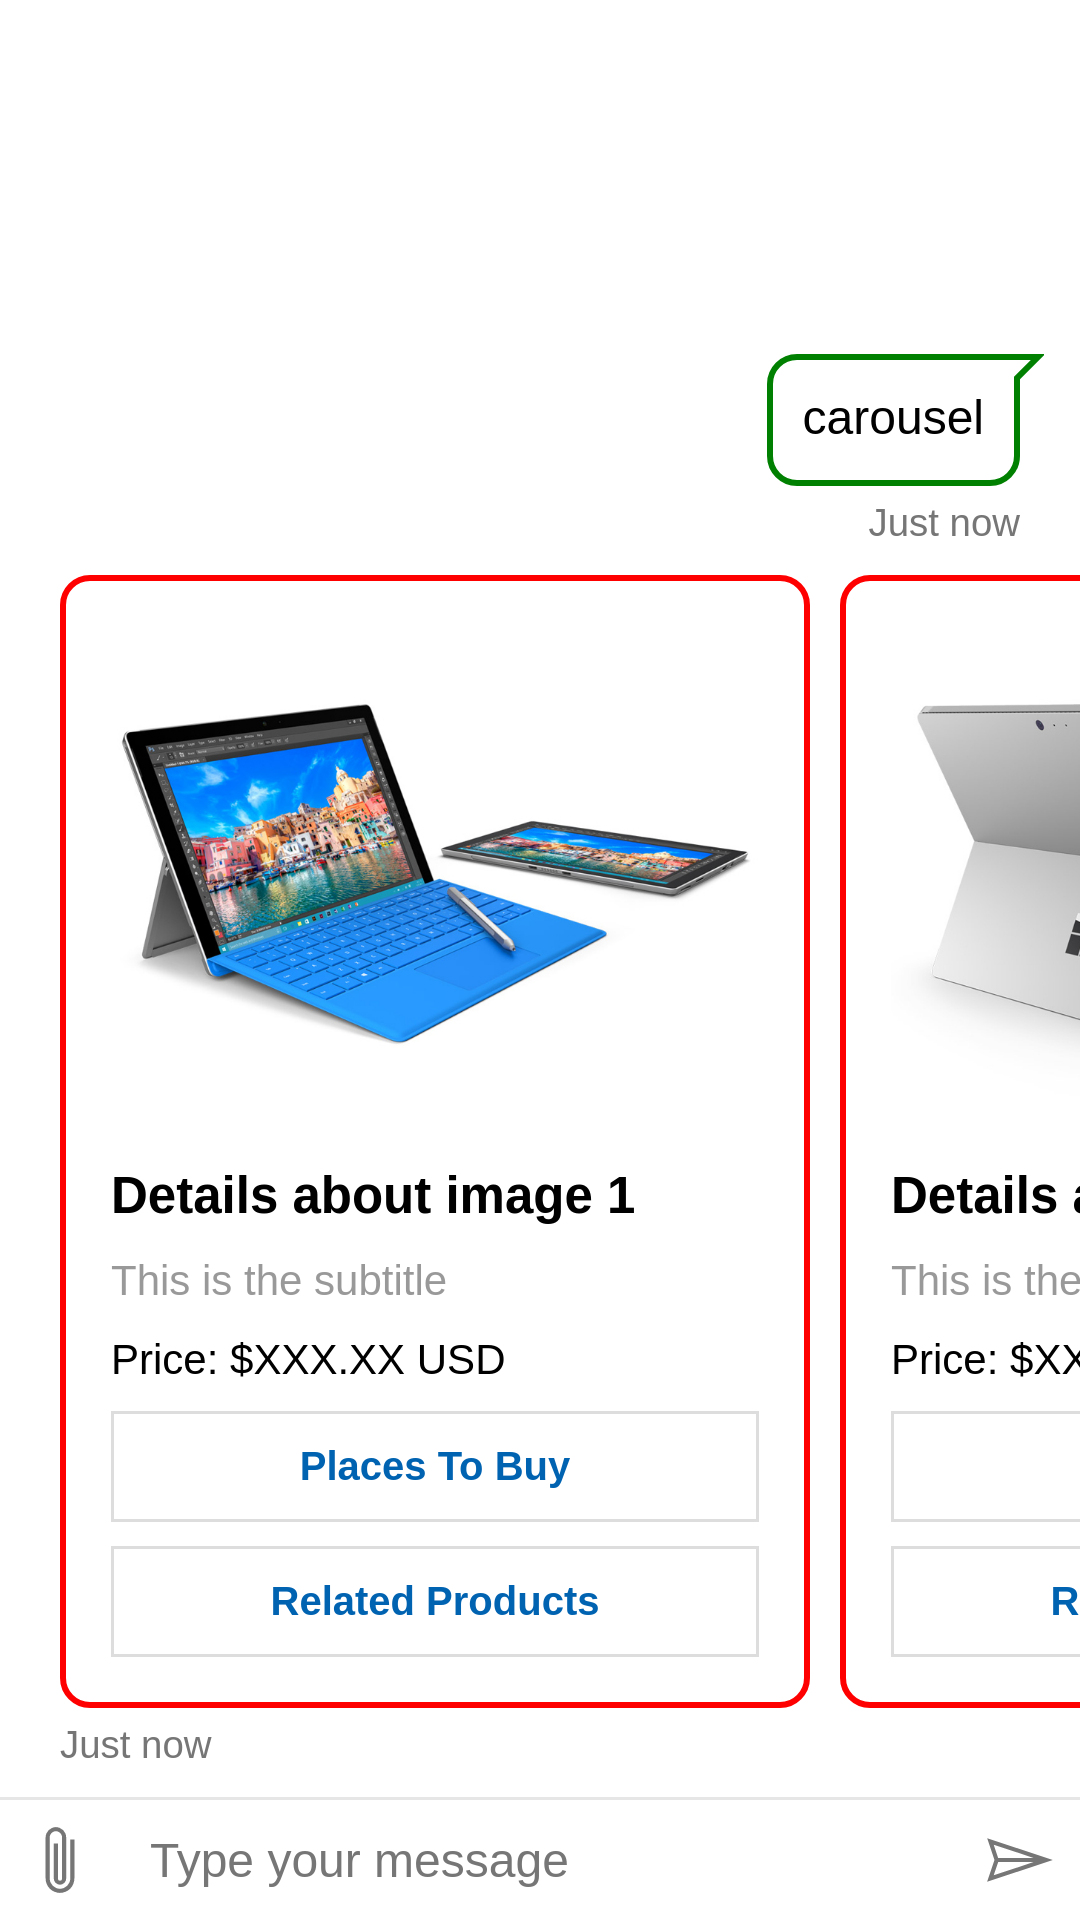 carousel
Just now
Details about image 1
This is the subtitle
Price: $XXX.XX USD
Places To Buy
Related Products
Details a
This is the
Price: $XX
R
Just now
Type your message